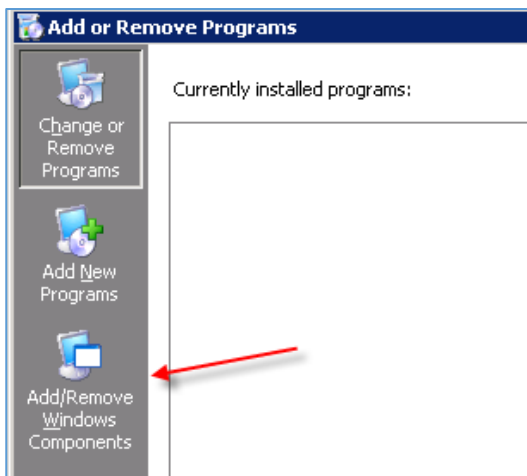 Add or Remove Programs
Currently installed programs:
Change or
Remove
Programs
Add New
Programs
Add/Remove
Windows
Components